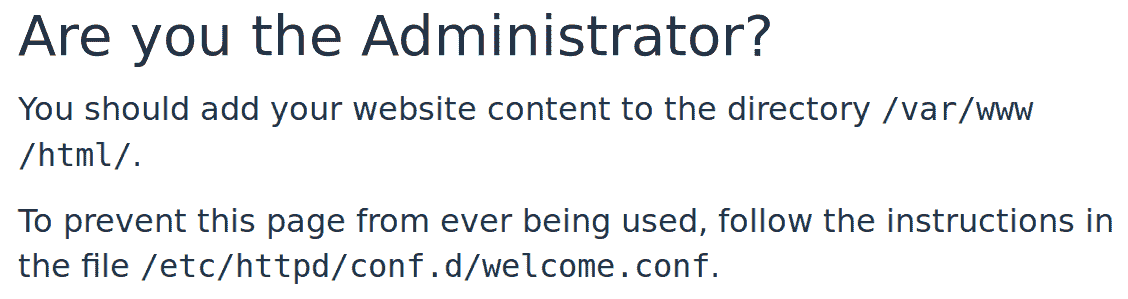 Are you the Administrator?
You should add your website content to the directory /var/www
/html/.
To prevent this page from ever being used, follow the instructions in
the file /etc/httpd/conf.d/welcome.conf.